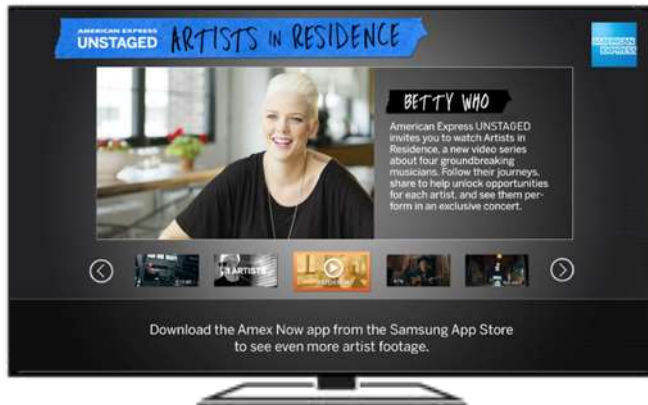 AMERICAN EXPRESS
UNSTAGED ARTISTS IN RESIDENCE
AMERICAN
EXPRESS
BETTY WHO
American Express UNSTAGED
invites you to watch Artists in
Residence, a new video series
about four groundbreaking
musicians. Follow their journeys,
share to help unlock opportunities
for each artist, and see them per-
form in an exclusive concert.
ARTISTS
WATCH NOW
Download the Amex Now app from the Samsung App Store
to see even more artist footage.